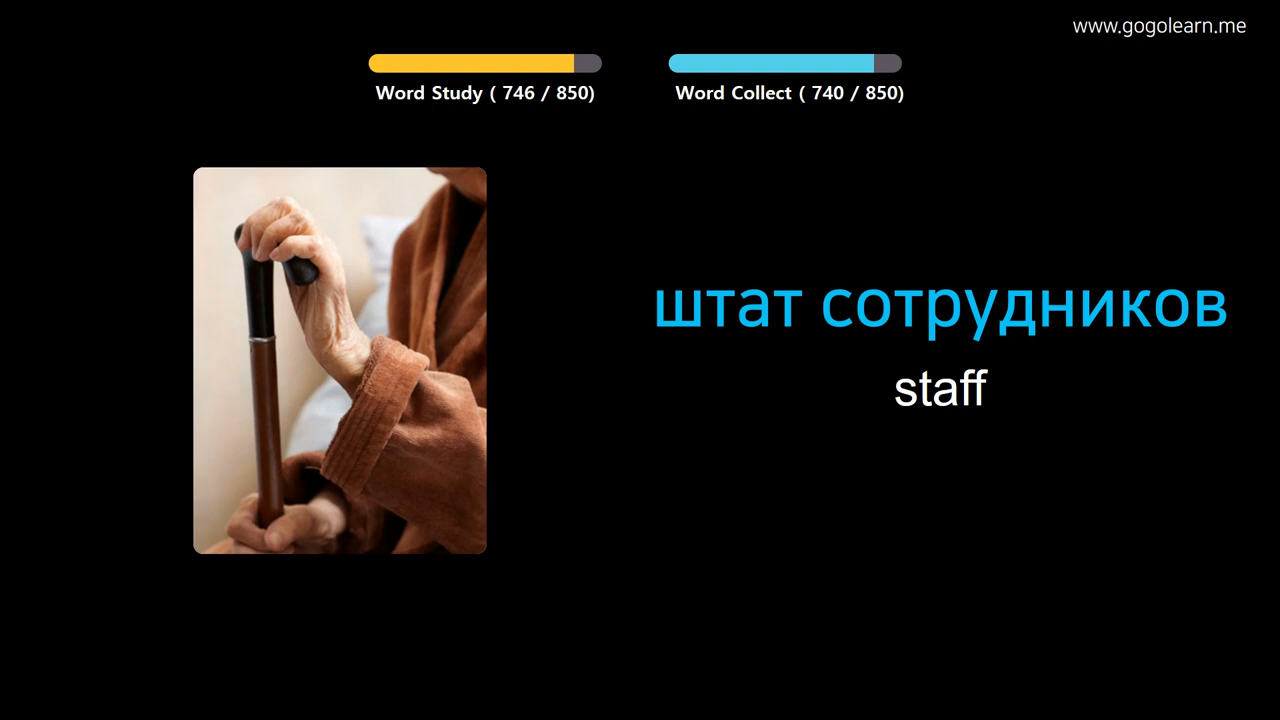 www.gogolearn.me
Word Study ( 746 / 850)
Word Collect ( 740 / 850)
штат сотрудников
staff